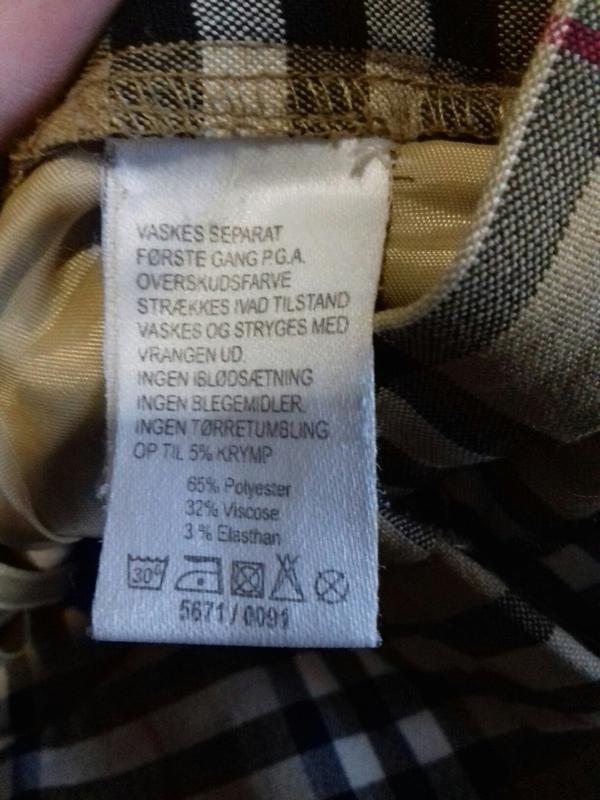 VASKES SEPARAT
FØRSTE GANG P.G.A.
OVERSKUDSFARVE
STRÆKKES IVAD TILSTAND
VASKES OG STRYGES MED
VRANGEN UD.
INGEN IBLØDSÆTNING
INGEN BLEGEMIDLER.
INGEN TØRRETUMBLING
OP TIL 5% KRYMP
65% Polyester
32% Viscose
3 % Elasthan
30°
5671 / 0091